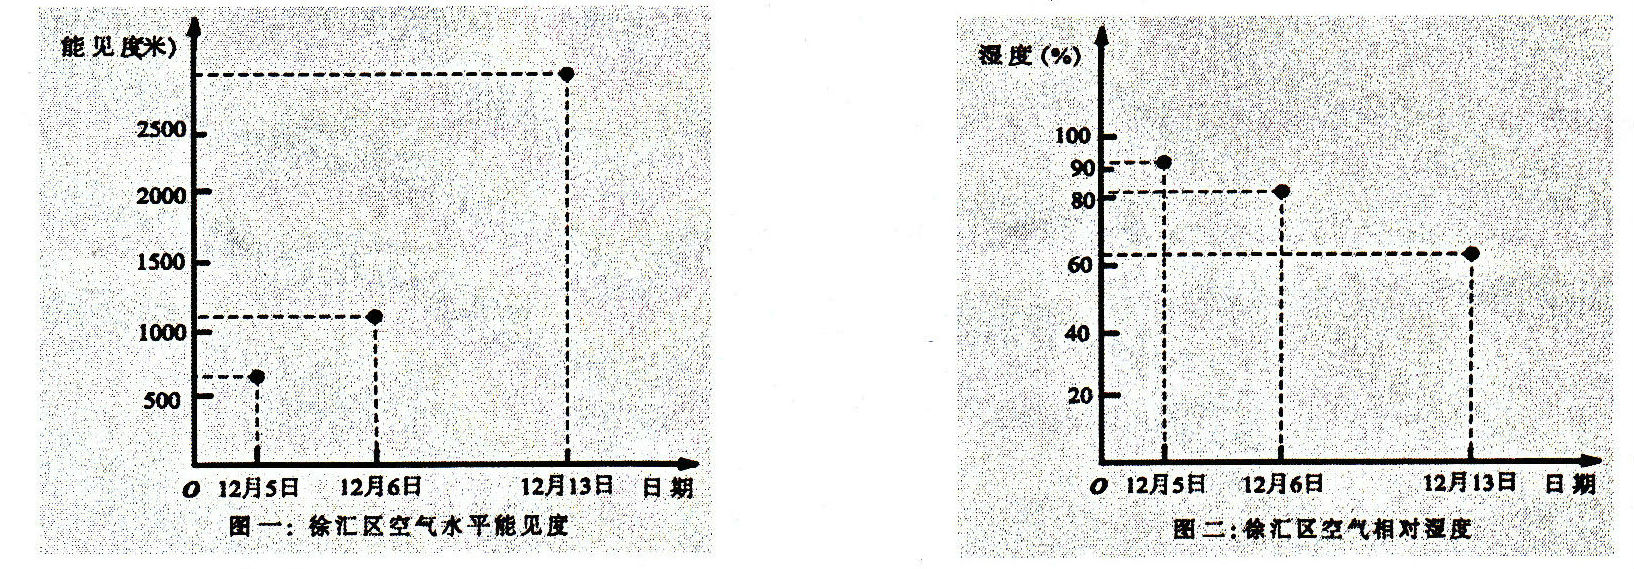 能见度米)
2500
2000
1500
1000
500
O 12月5日 12月6日 12月13日 日期
图一：徐汇区空气水平能见度
湿度(%)
100
90
80
60
40
20
O 12月5日 12月6日 12月13日 日期
图二：徐汇区空气相对湿度